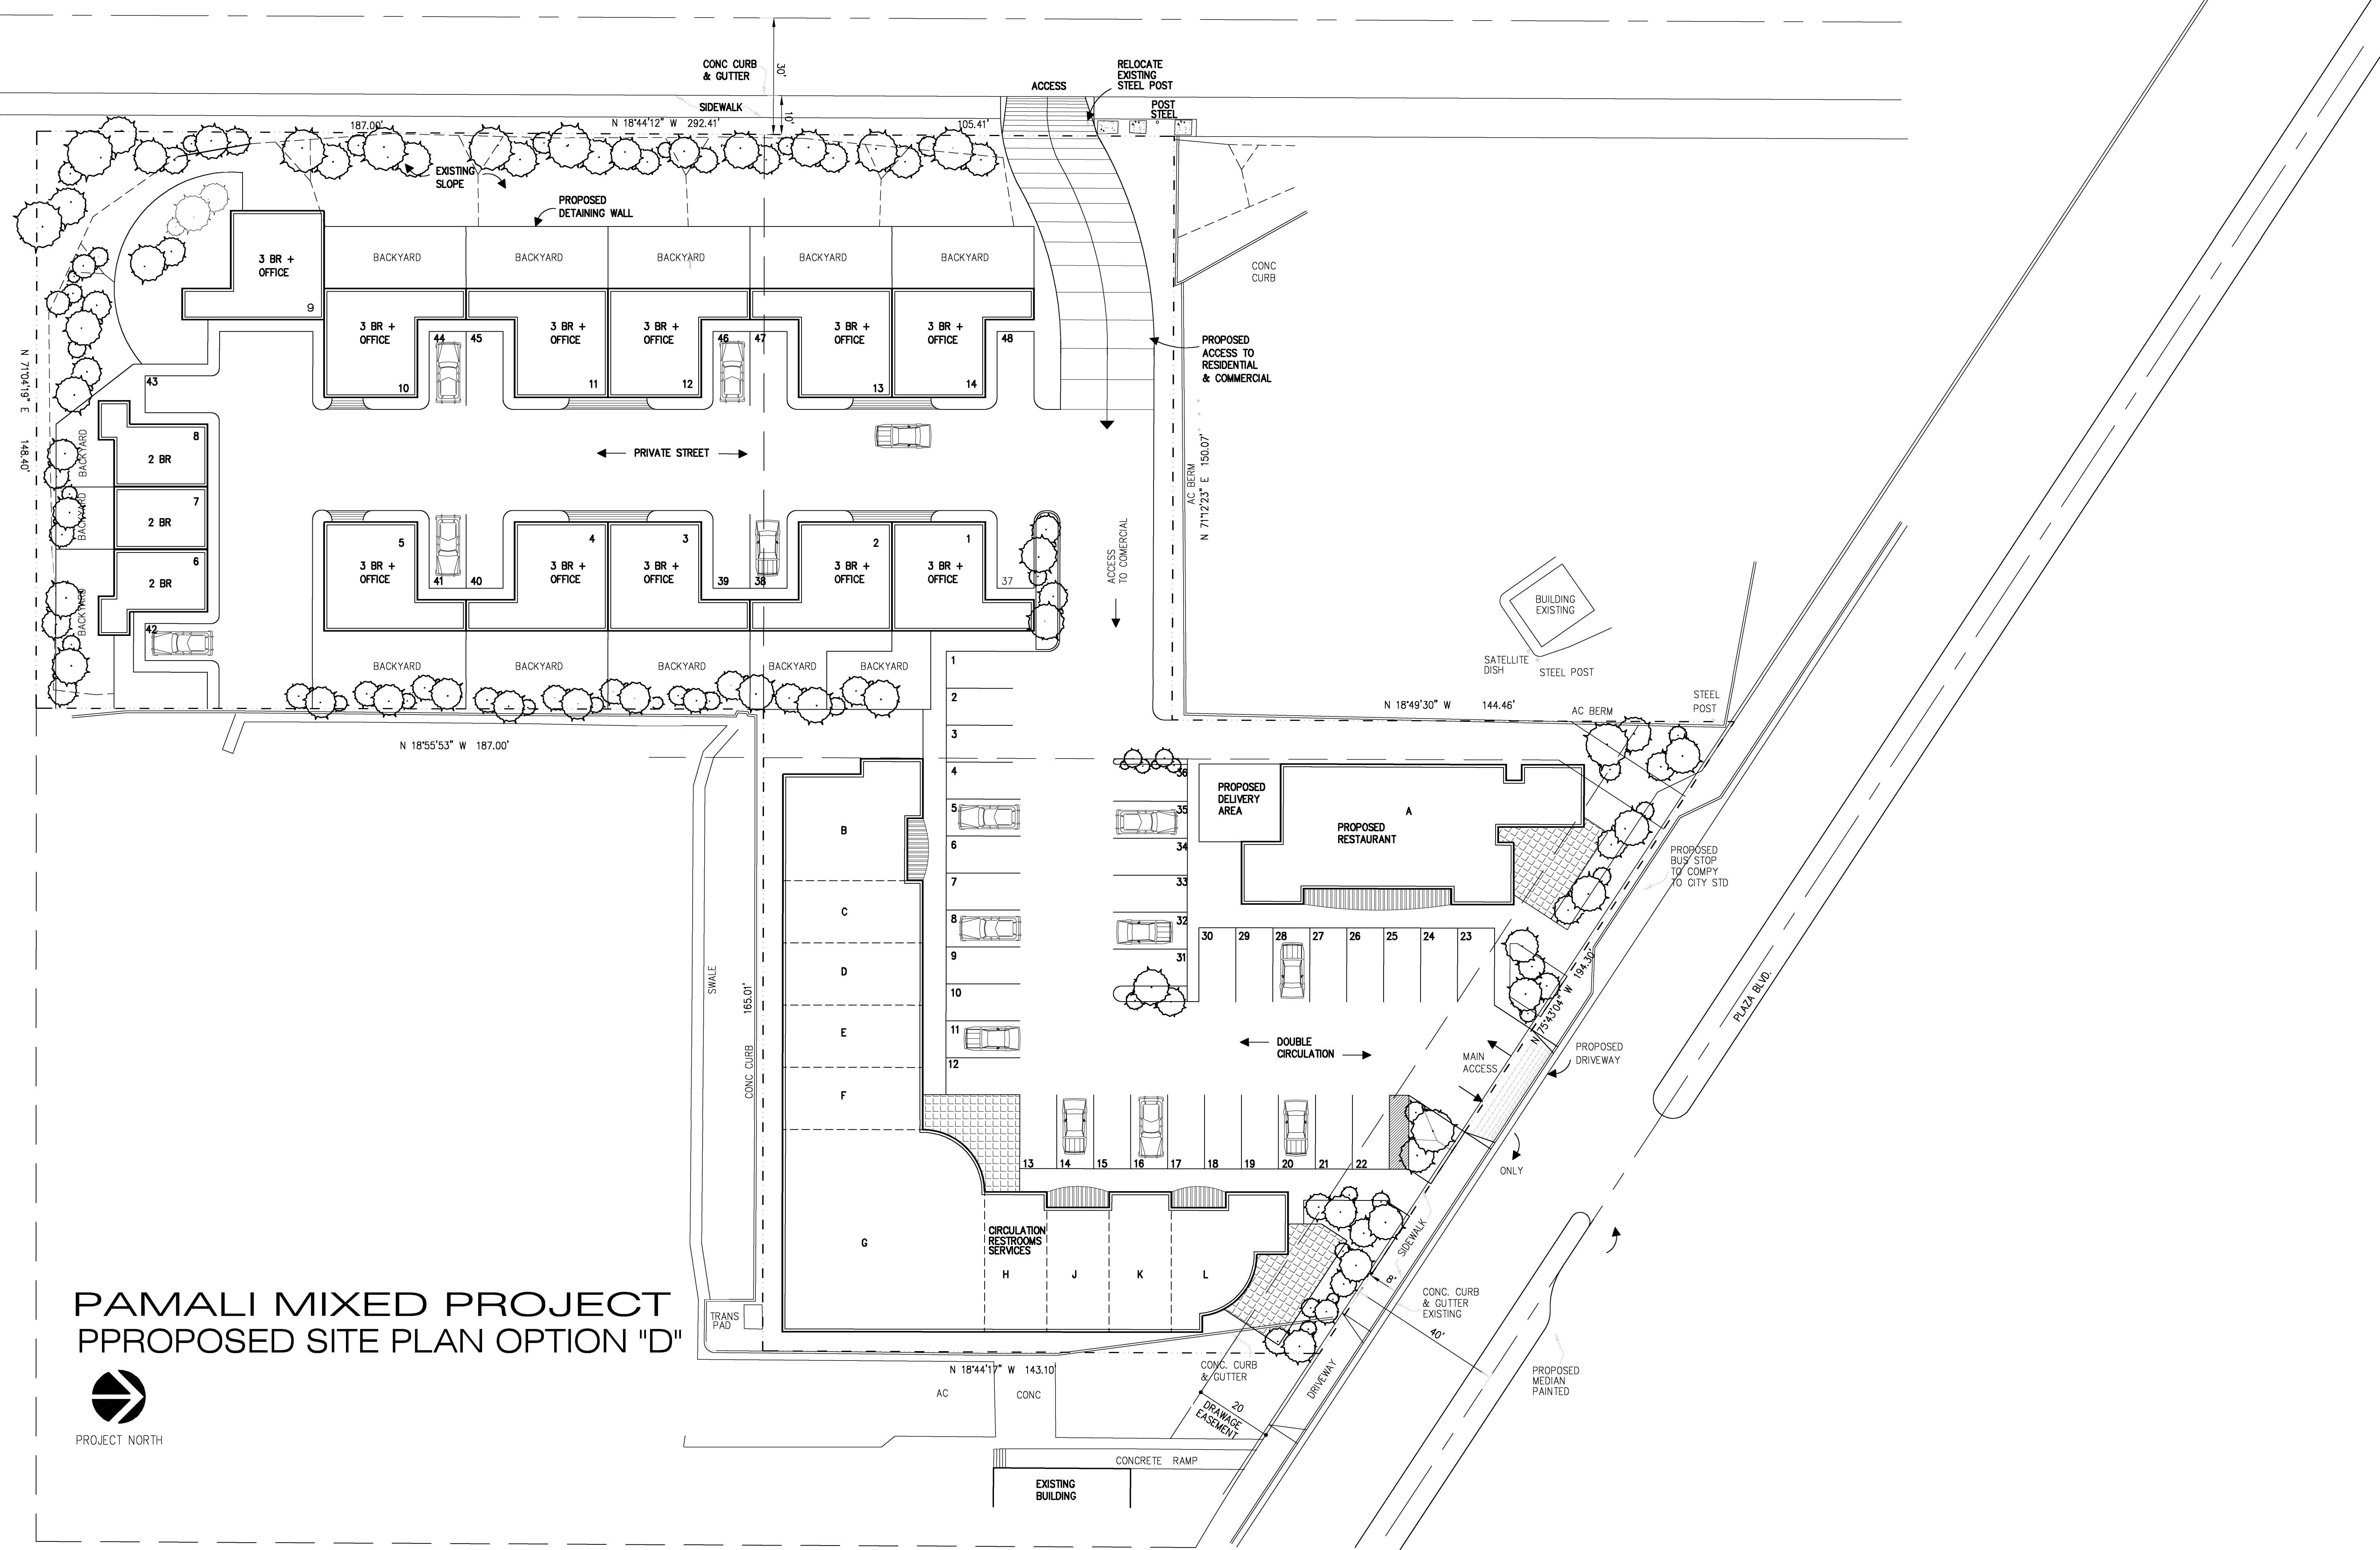 CONC CURB
& GUTTER
30'
SIDEWALK
10'
ACCESS
RELOCATE
EXISTING
STEEL POST
POST
STEEL
187.00'
N 18°44'12" W 292.41'
105.41'
EXISTING
SLOPE
PROPOSED
DETAINING WALL
3 BR +
OFFICE
9
BACKYARD
BACKYARD
BACKYARD
BACKYARD
BACKYARD
CONC
CURB
3 BR +
OFFICE
10
44
45
3 BR +
OFFICE
11
3 BR +
OFFICE
12
46
47
3 BR +
OFFICE
13
3 BR +
OFFICE
14
48
PROPOSED
ACCESS TO
RESIDENTIAL
& COMMERCIAL
N 71°04'19" E 148.40'
43
BACKYARD
8
2 BR
BACKYARD
7
2 BR
BACKYARD
6
2 BR
42
PRIVATE STREET
AC BERM
N 71°12'23" E 150.07'
ACCESS
TO COMERCIAL
5
3 BR +
OFFICE
41
40
4
3 BR +
OFFICE
3
3 BR +
OFFICE
39
38
2
3 BR +
OFFICE
1
3 BR +
OFFICE
37
BACKYARD
BACKYARD
BACKYARD
BACKYARD
BACKYARD
BUILDING
EXISTING
SATELLITE
DISH
STEEL POST
N 18°49'30" W 144.46'
AC BERM
STEEL
POST
N 18°55'53" W 187.00'
1
2
3
4
5
6
7
8
9
10
11
12
36
35
34
33
32
31
PROPOSED
DELIVERY
AREA
A
PROPOSED
RESTAURANT
PROPOSED
BUS STOP
TO COMPY
TO CITY STD
B
C
D
E
F
G
SWALE
CONC CURB 165.01'
30
29
28
27
26
25
24
23
N 75°43'04" W 194.30'
PLAZA BLVD.
DOUBLE
CIRCULATION
MAIN
ACCESS
PROPOSED
DRIVEWAY
ONLY
13
14
15
16
17
18
19
20
21
22
CIRCULATION
RESTROOMS
SERVICES
H
J
K
L
SIDEWALK
8'
CONC. CURB
& GUTTER
EXISTING
40'
PROPOSED
MEDIAN
PAINTED
TRANS
PAD
PAMALI MIXED PROJECT
PPROPOSED SITE PLAN OPTION "D"
PROJECT NORTH
N 18°44'17" W 143.10'
AC
CONC
CONC. CURB
& GUTTER
20
DRAWAGE
EASEMENT
DRIVEWAY
CONCRETE RAMP
EXISTING
BUILDING